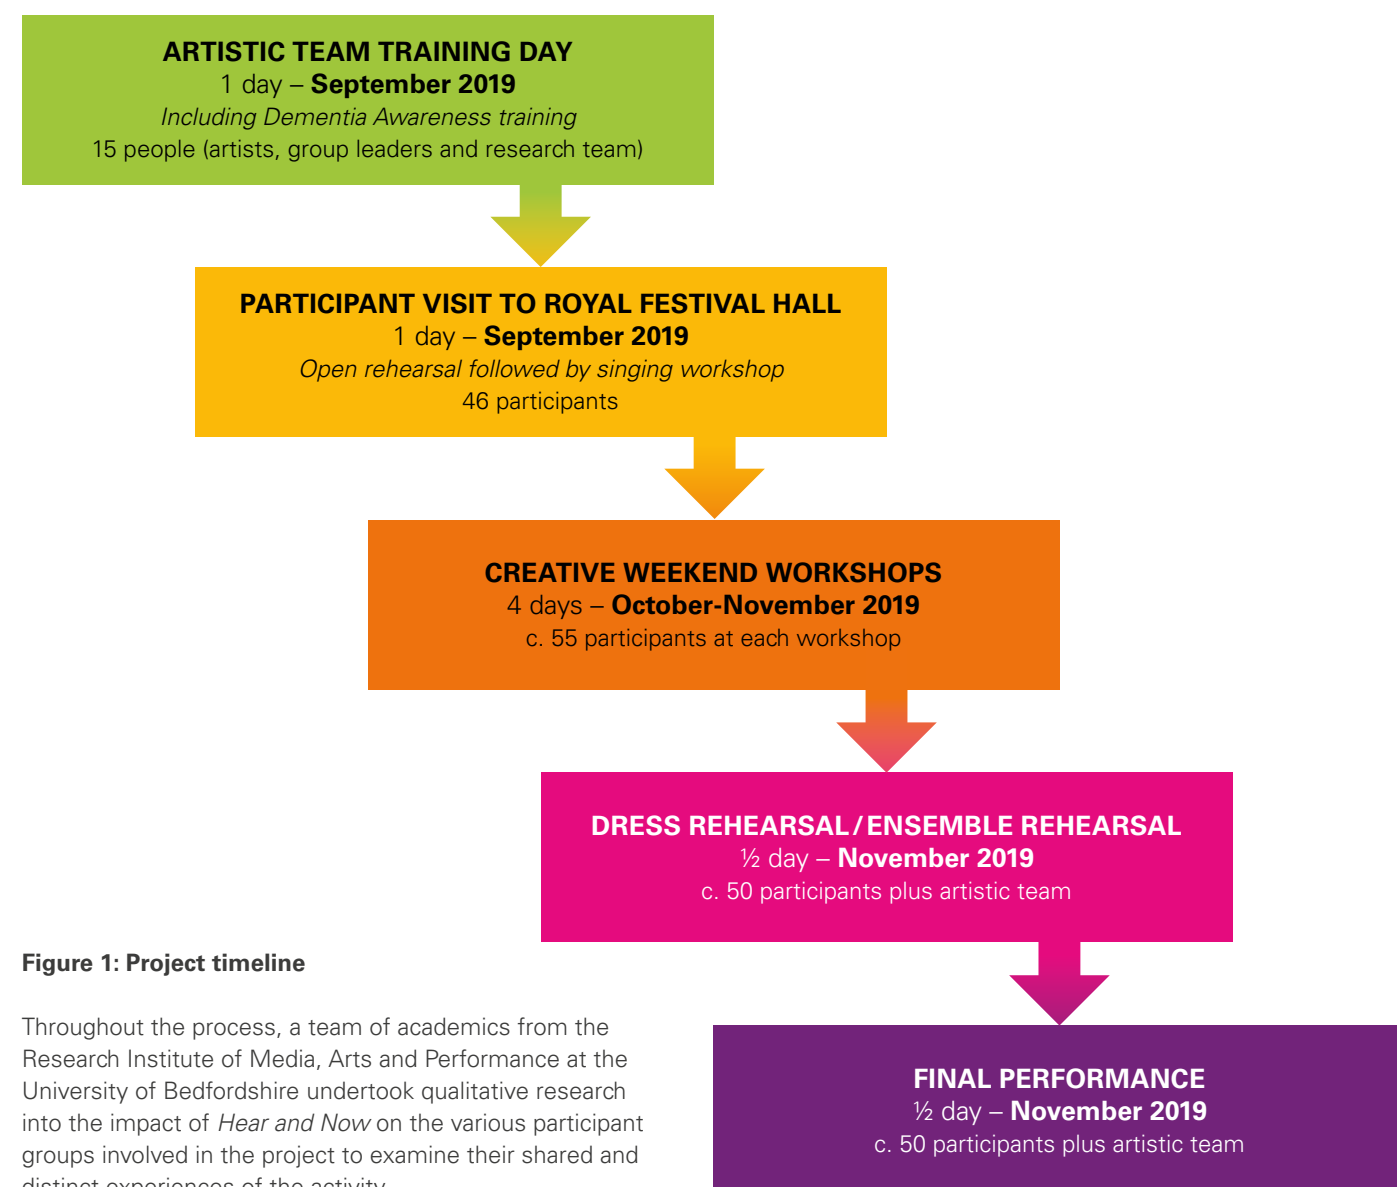 ARTISTIC TEAM TRAINING DAY
1 day – September 2019
Including Dementia Awareness training
15 people (artists, group leaders and research team)
PARTICIPANT VISIT TO ROYAL FESTIVAL HALL
1 day – September 2019
Open rehearsal followed by singing workshop
46 participants
CREATIVE WEEKEND WORKSHOPS
4 days – October-November 2019
c. 55 participants at each workshop
DRESS REHEARSAL/ENSEMBLE REHEARSAL
½ day – November 2019
c. 50 participants plus artistic team
FINAL PERFORMANCE
½ day – November 2019
c. 50 participants plus artistic team
Figure 1: Project timeline
Throughout the process, a team of academics from the
Research Institute of Media, Arts and Performance at the
University of Bedfordshire undertook qualitative research
into the impact of Hear and Now on the various participant
groups involved in the project to examine their shared and
distinct experiences of the activity